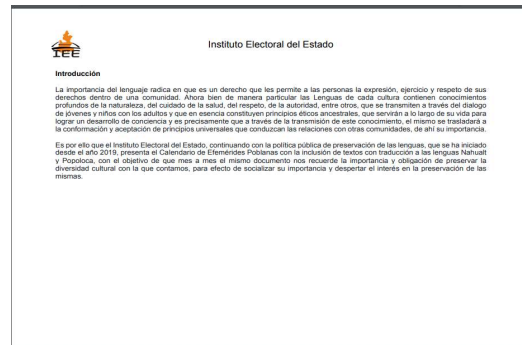 IEE
Instituto Electoral del Estado
Introducción
La importancia del lenguaje radica en que es un derecho que les permite a las personas la expresión, ejercicio y respeto de sus
derechos dentro de una comunidad. Ahora bien de manera particular las Lenguas de cada cultura contienen conocimientos
profundos de la naturaleza, del cuidado de la salud, del respeto, de la autoridad, entre otros, que se transmiten a través del dialogo
de jóvenes y niños con los adultos y que en esencia constituyen principios éticos ancestrales, que servirán a lo largo de su vida para
lograr un desarrollo de conciencia y es precisamente que a través de la transmisión de este conocimiento, el mismo se trasladará a
la conformación y aceptación de principios universales que conduzcan las relaciones con otras comunidades, de ahí su importancia.
Es por ello que el Instituto Electoral del Estado, continuando con la política pública de preservación de las lenguas, que se ha iniciado
desde el año 2019, presenta el Calendario de Efemérides Poblanas con la inclusión de textos con traducción a las lenguas Nahualt
y Popoloca, con el objetivo de que mes a mes el mismo documento nos recuerde la importancia y obligación de preservar la
diversidad cultural con la que contamos, para efecto de socializar su importancia y despertar el interés en la preservación de las
mismas.